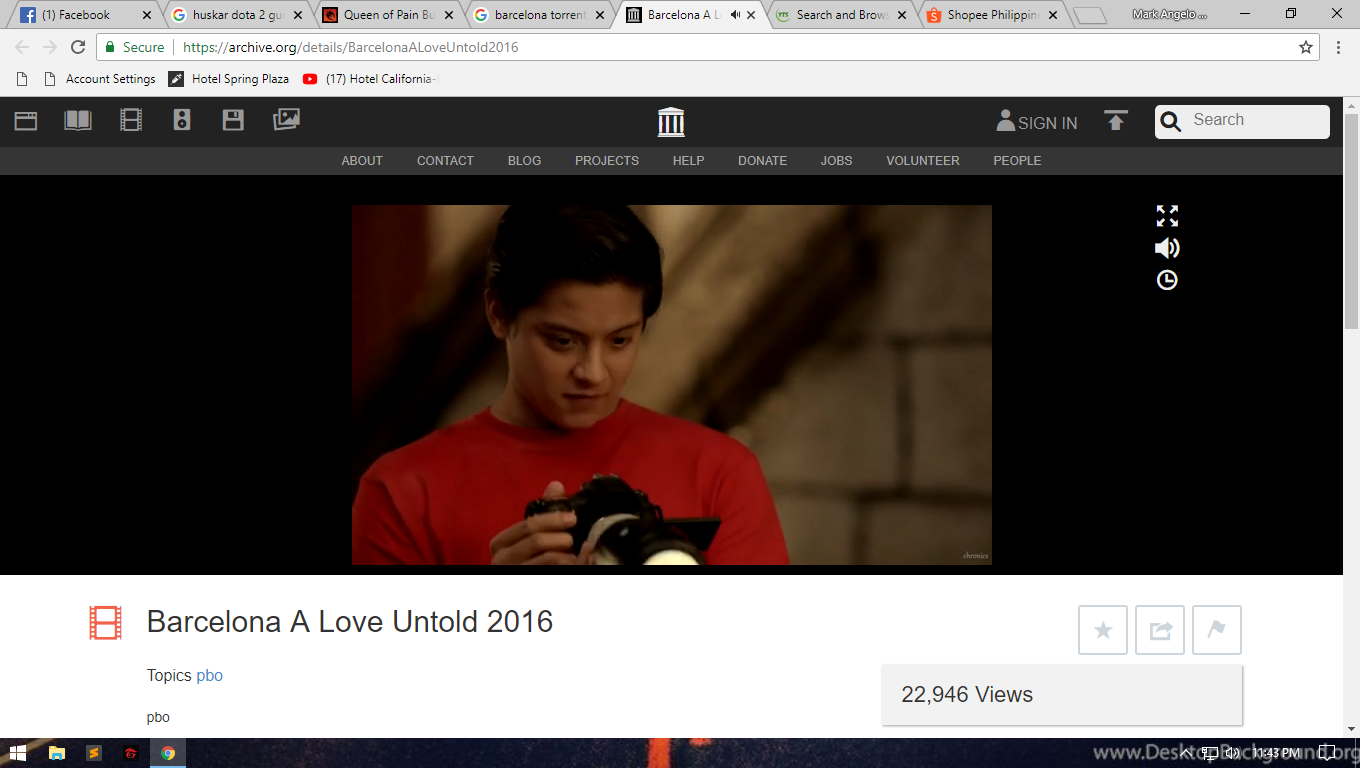 (1) Facebook
huskar dota 2 gui
Queen of Pain Bu
barcelona torrent
Barcelona A L
Search and Brow
Shopee Philippin
Mark Angelo ...
Secure
https://archive.org/details/BarcelonaALoveUntold2016
Account Settings
Hotel Spring Plaza
(17) Hotel California-
SIGN IN
Search
ABOUT
CONTACT
BLOG
PROJECTS
HELP
DONATE
JOBS
VOLUNTEER
PEOPLE
chronics
Barcelona A Love Untold 2016
Topics pbo
22,946 Views
pbo
www.DesktopBackground.org
11:43 PM